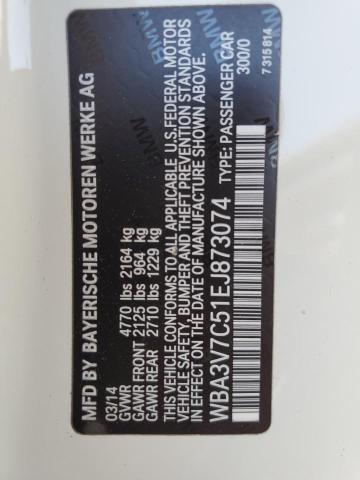 MFD BY BAYERISCHE MOTOREN WERKE AG
03/14
GVWR 4770 lbs 2164 kg
GAWR FRONT 2125 lbs 964 kg
GAWR REAR 2710 lbs 1229 kg
THIS VEHICLE CONFORMS TO ALL APPLICABLE U.S.FEDERAL MOTOR
VEHICLE SAFETY, BUMPER AND THEFT PREVENTION STANDARDS
IN EFFECT ON THE DATE OF MANUFACTURE SHOWN ABOVE.
WBA3V7C51EJ873074 TYPE: PASSENGER CAR
300/0
7 315 814
BMW
BMW
BMW